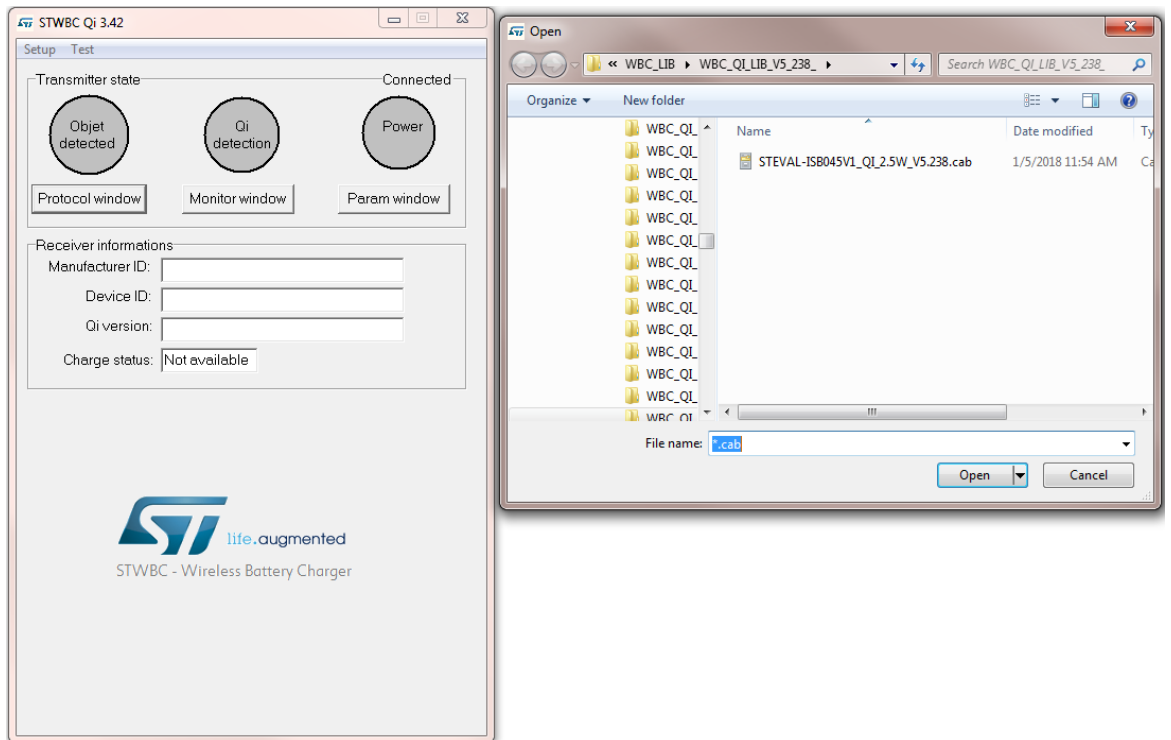 STWBC Qi 3.42
Setup Test
Transmitter state Connected
Objet detected
Qi detection
Power
Protocol window Monitor window Param window
Receiver informations
Manufacturer ID:
Device ID:
Qi version:
Charge status: Not available
ST life.augmented
STWBC - Wireless Battery Charger
Open
« WBC_LIB WBC_QI_LIB_V5_238_ Search WBC_QI_LIB_V5_238_
Organize New folder
Name Date modified Ty
STEVAL-ISB045V1_QI_2.5W_V5.238.cab 1/5/2018 11:54 AM Ca
WBC_QI_
WBC_QI_
WBC_QI_
WBC_QI_
WBC_QI_
WBC_QI_
WBC_QI_
WBC_QI_
WBC_QI_
WBC_QI_
WBC_QI_
WBC_QI_
WBC_QI_
WBC_QI
File name: *.cab
Open Cancel